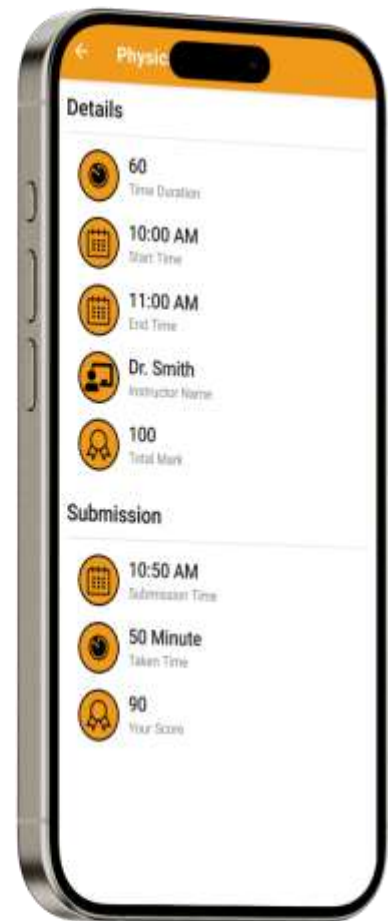 Physic
Details
60
Time Duration
10:00 AM
Start Time
11:00 AM
End Time
Dr. Smith
Instructor Name
100
Total Mark
Submission
10:50 AM
Submission Time
50 Minute
Taken Time
90
Your Score